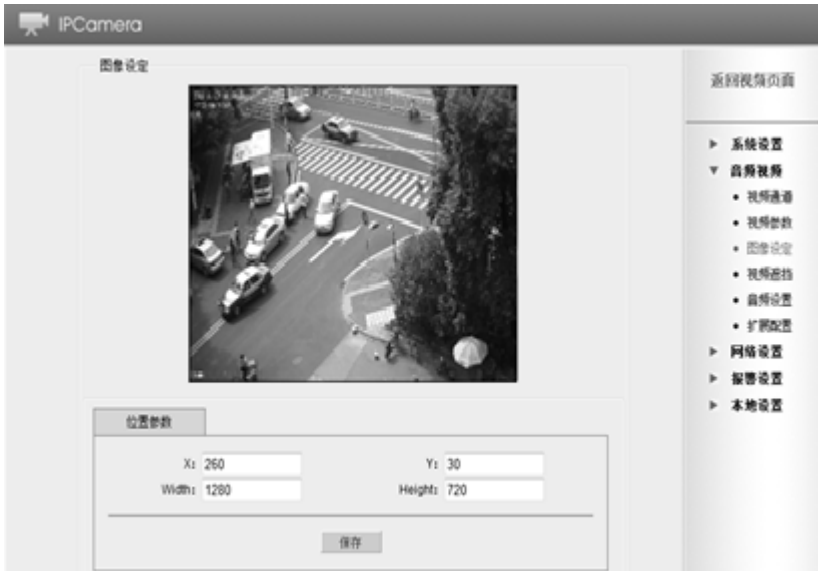 IPCamera
图像设定
返回视频页面
系统设置
音频视频
视频通道
视频参数
图像设定
视频遮挡
音频设置
扩展配置
网络设置
报警设置
本地设置
位置参数
X: 260
Y: 30
Width: 1280
Height: 720
保存